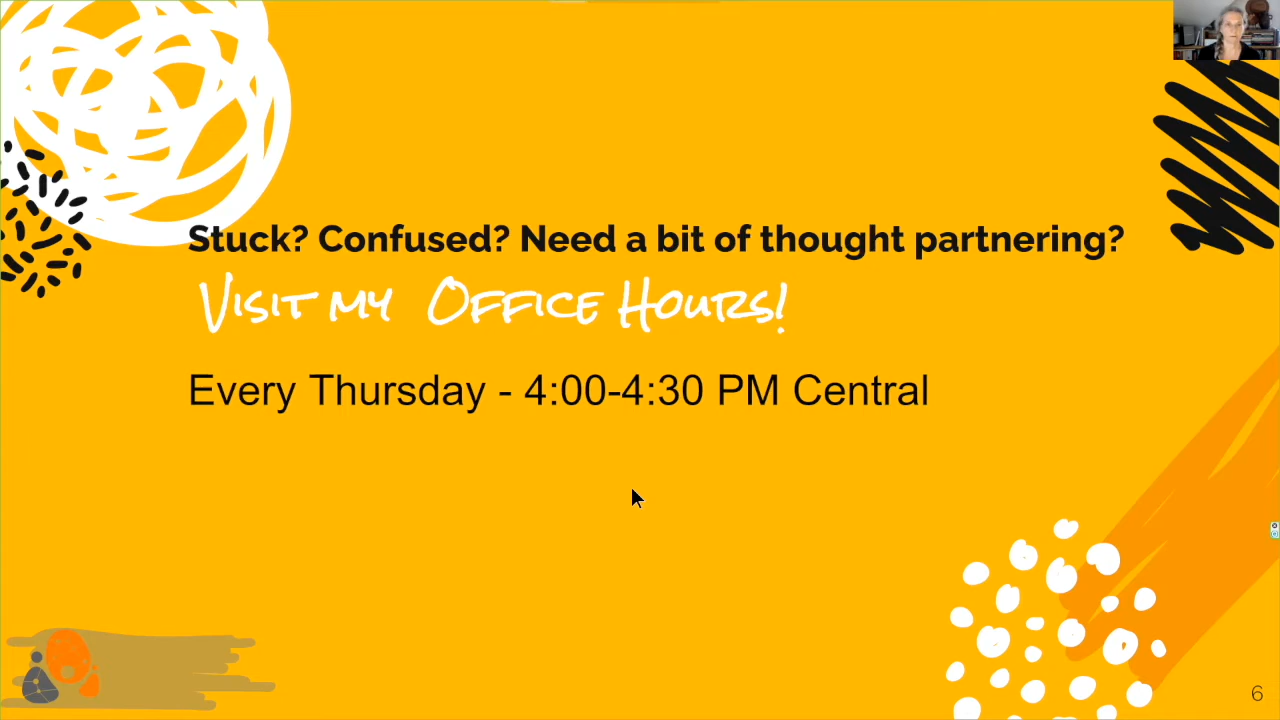 Stuck? Confused? Need a bit of thought partnering?
Visit my Office Hours!
Every Thursday - 4:00-4:30 PM Central
6